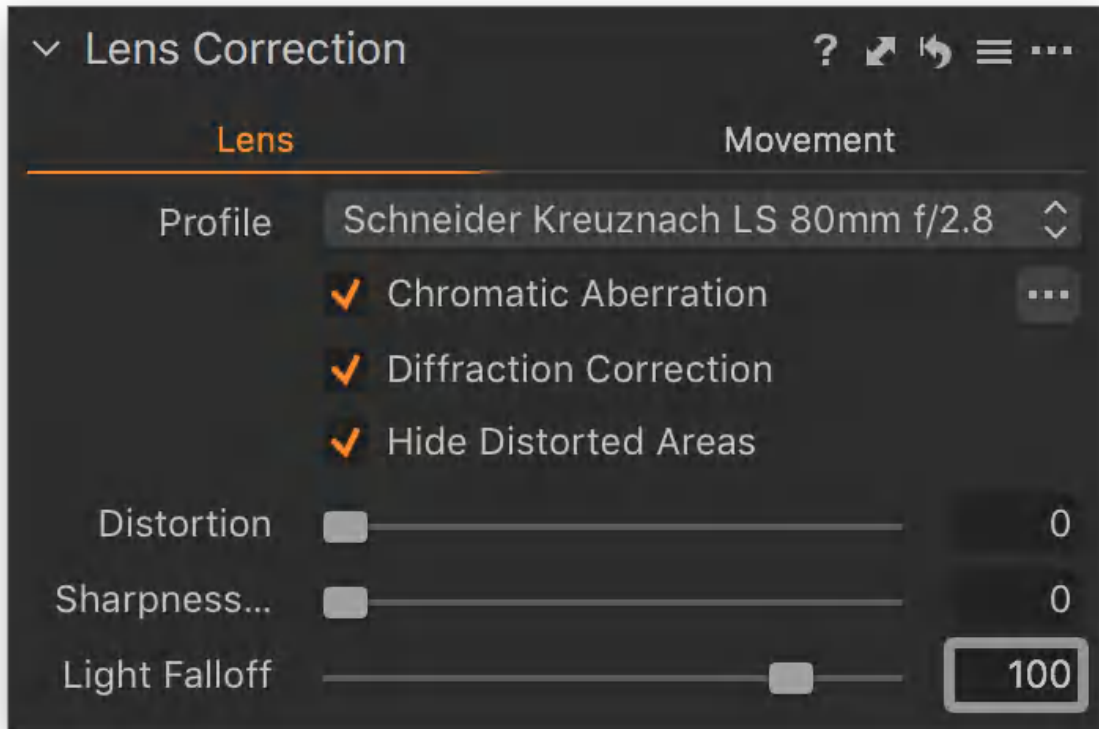 Lens Correction ?
Lens Movement
Profile Schneider Kreuznach LS 80mm f/2.8
Chromatic Aberration
Diffraction Correction
Hide Distorted Areas
Distortion 0
Sharpness... 0
Light Falloff 100